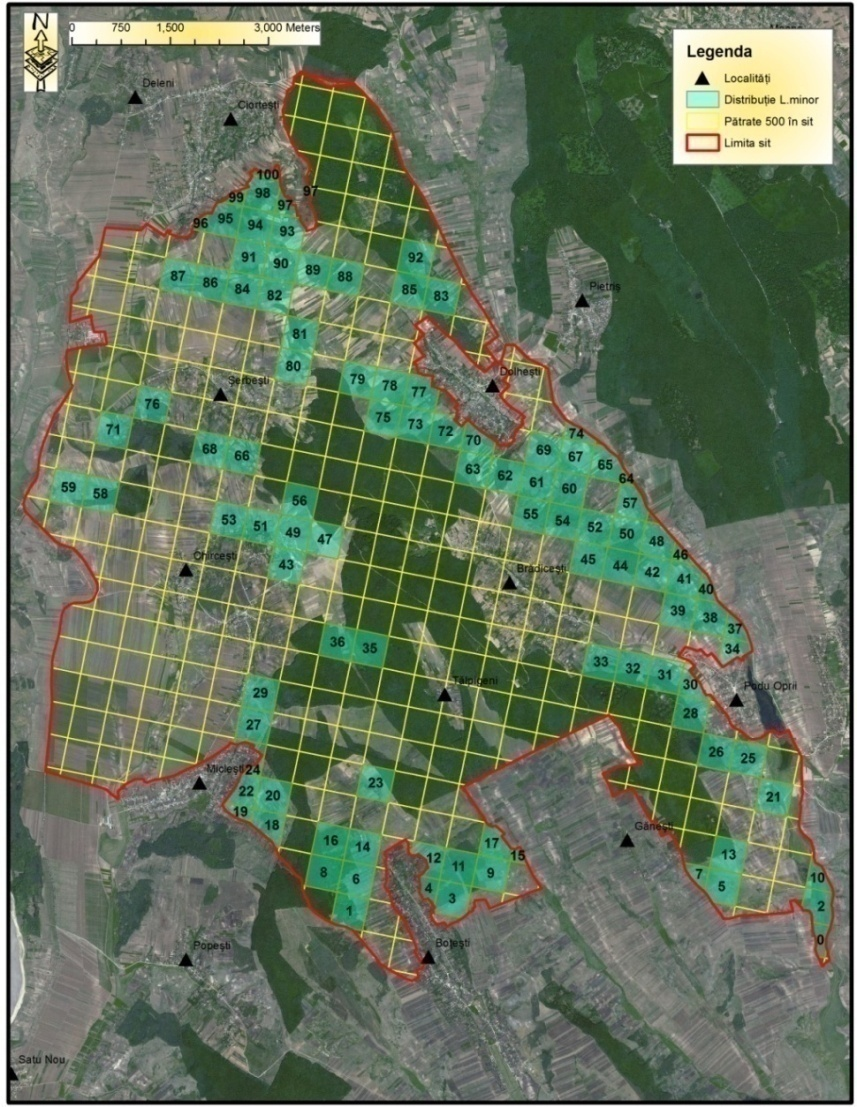 0 750 1,500 3,000 Meters
Legenda
Localități
Distribuție L.minor
Pătrate 500 în sit
Limita sit
Deleni
Ciortești
100
99 98 97 97
96 95 94 93
91 90 89 88 92
87 86 84 82 85 83
Pietriș
81
80
Dolhești
Șerbești
79 78 77
76 75 73 72 70 74
71 69 67 65
68 66 63 62 61 60 64
59 58 57
56 55 54 52 50 48
53 51 49 47 46
Chircești
43 45 44 42 41 40
Brădicești
39 38 37
36 35 34
33 32 31 30
Tălpigeni
Podu Oprii
29 28
27 26 25
Miclești
24 23
22 20 21
19 18
16 14 17 15
Gănești
12 11 9 13
8 6 4 3 7 5 10
1 2
0
Popești
Botești
Satu Nou